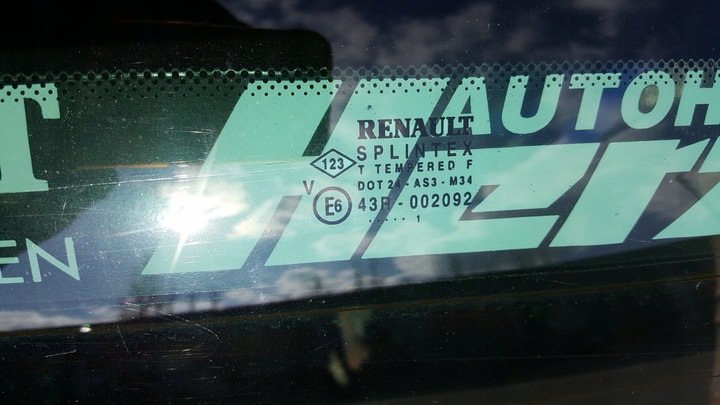 AUTOH
RENAULT
SPLINTEX
123
T TEMPERED F
V
DOT 24 - AS3 - M34
E6
43R - 002092
..... 1
T
EN